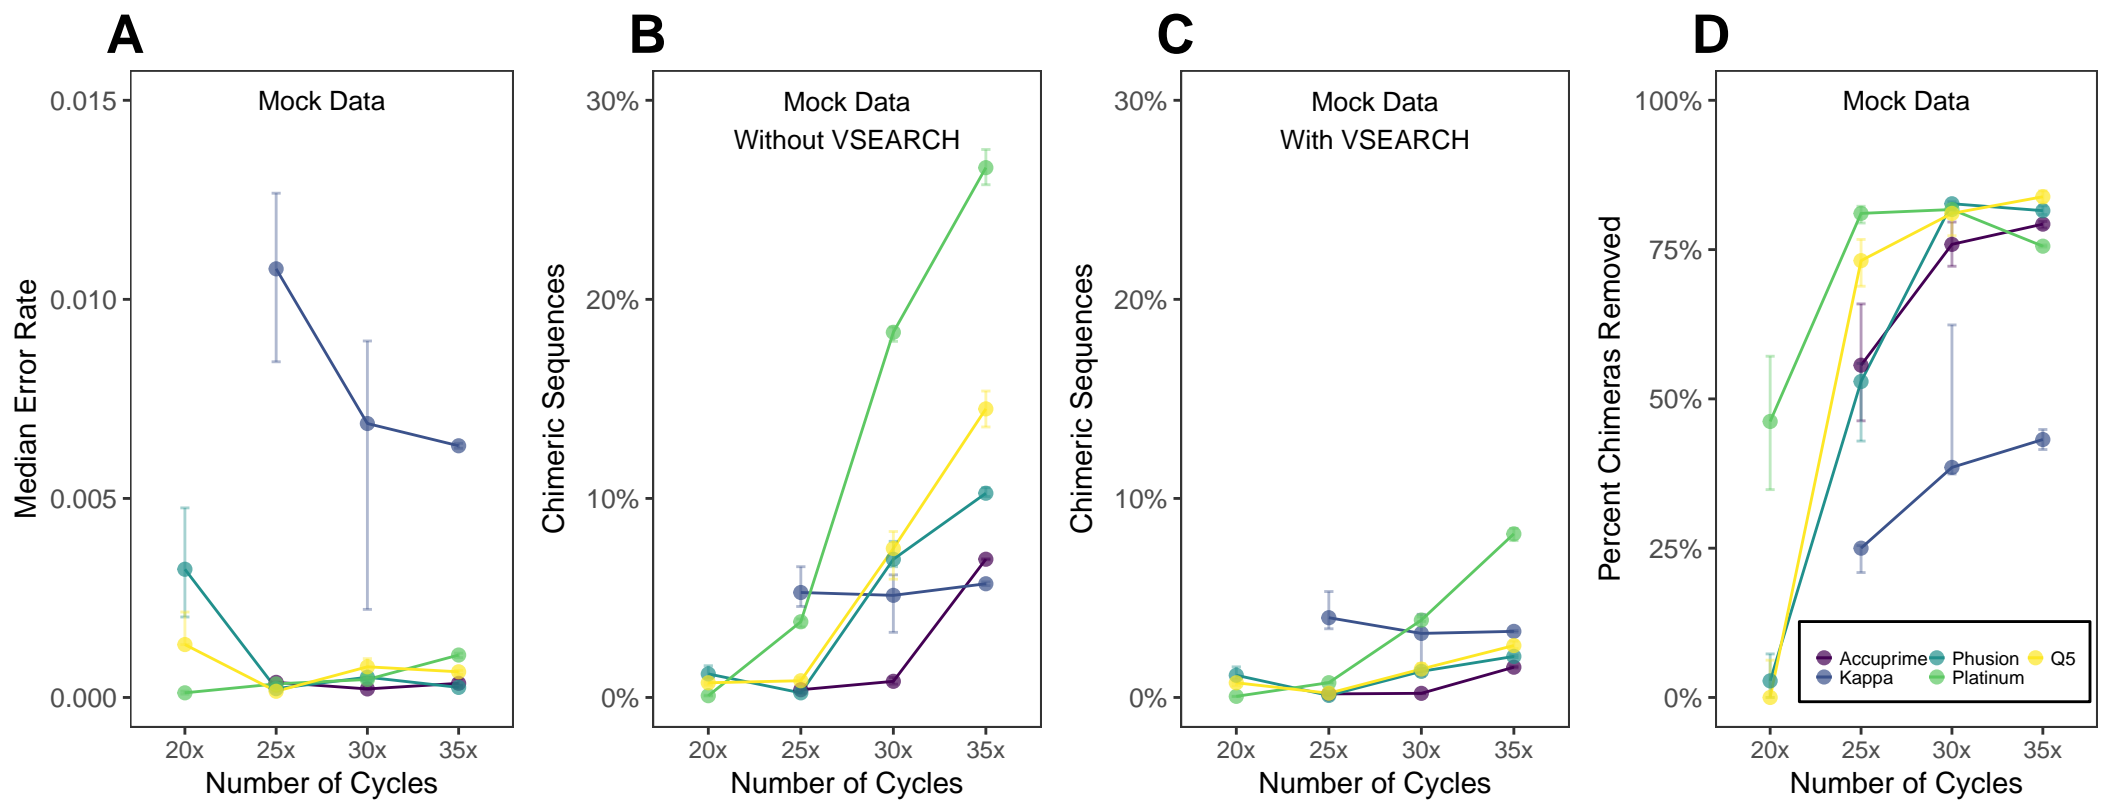 A
Median Error Rate
0.015
0.010
0.005
0.000
Mock Data
20x
25x
30x
35x
Number of Cycles
B
Chimeric Sequences
30%
20%
10%
0%
Mock Data
Without VSEARCH
20x
25x
30x
35x
Number of Cycles
C
Chimeric Sequences
30%
20%
10%
0%
Mock Data
With VSEARCH
20x
25x
30x
35x
Number of Cycles
D
Percent Chimeras Removed
100%
75%
50%
25%
0%
Mock Data
Accuprime Phusion Q5
Kappa Platinum
20x
25x
30x
35x
Number of Cycles